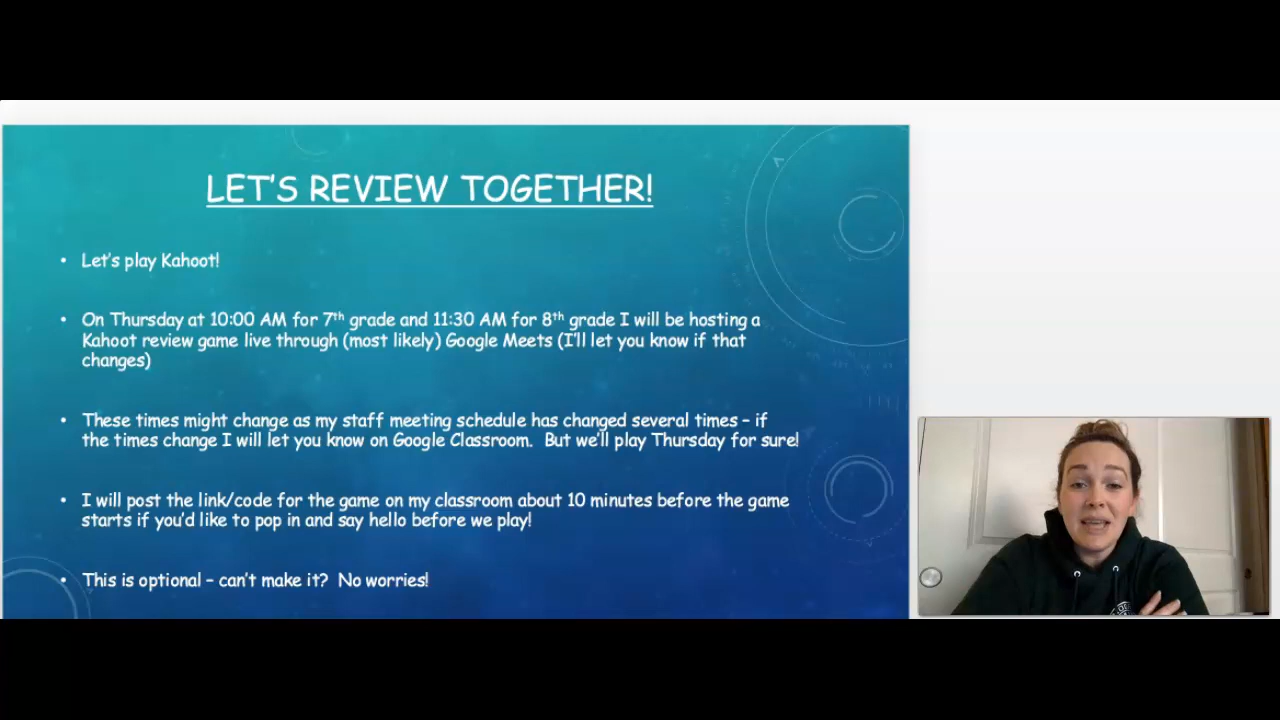 LET'S REVIEW TOGETHER!
• Let's play Kahoot!
• On Thursday at 10:00 AM for 7th grade and 11:30 AM for 8th grade I will be hosting a
Kahoot review game live through (most likely) Google Meets (I'll let you know if that
changes)
• These times might change as my staff meeting schedule has changed several times – if
the times change I will let you know on Google Classroom.  But we'll play Thursday for sure!
• I will post the link/code for the game on my classroom about 10 minutes before the game
starts if you'd like to pop in and say hello before we play!
• This is optional – can't make it?  No worries!